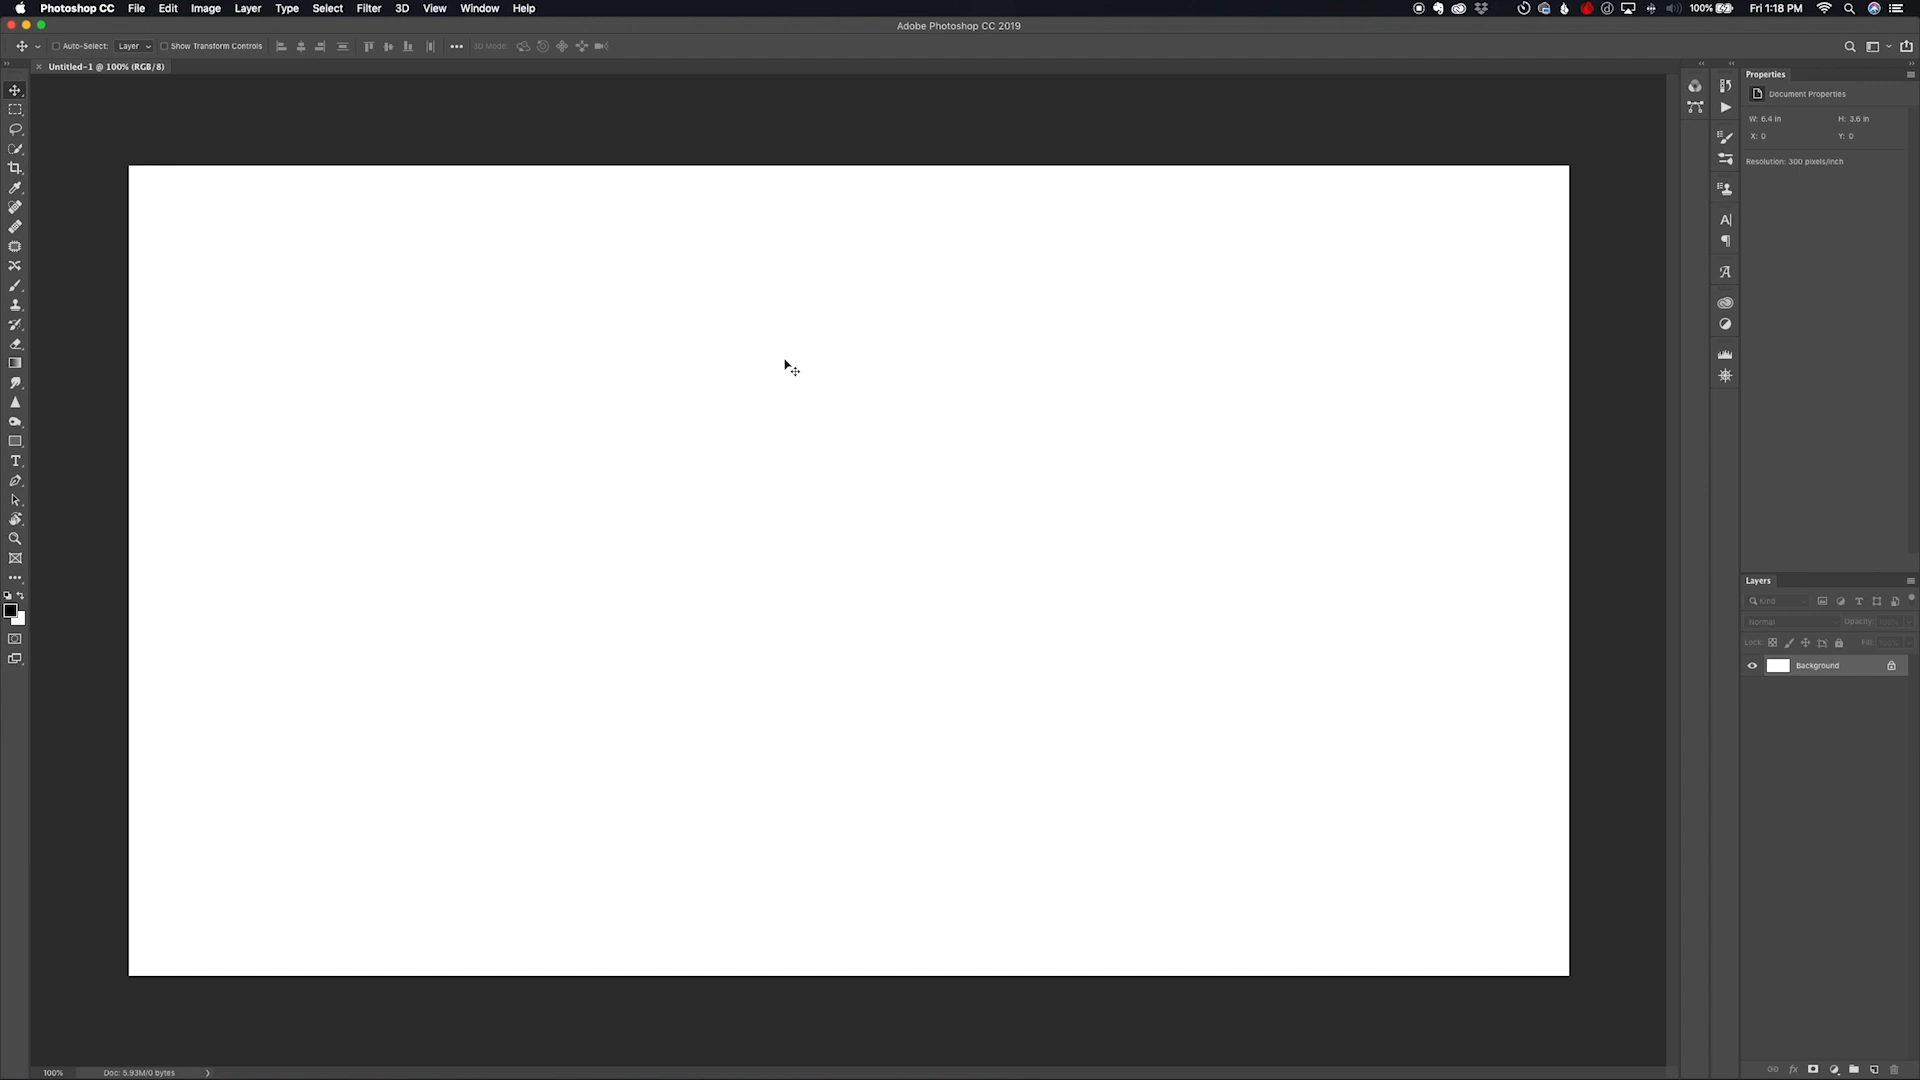 Photoshop CC File Edit Image Layer Type Select Filter 3D View Window Help 100% Fri 1:18 PM
Adobe Photoshop CC 2019
Auto-Select: Layer Show Transform Controls 3D Mode:
Untitled-1 @ 100% (RGB/8)
Properties
Document Properties
W: 6.4 in H: 3.6 in
X: 0 Y: 0
Resolution: 300 pixels/inch
Layers
Kind
Normal Opacity: 100%
Lock: Fill: 100%
Background
100% Doc: 5.93M/0 bytes